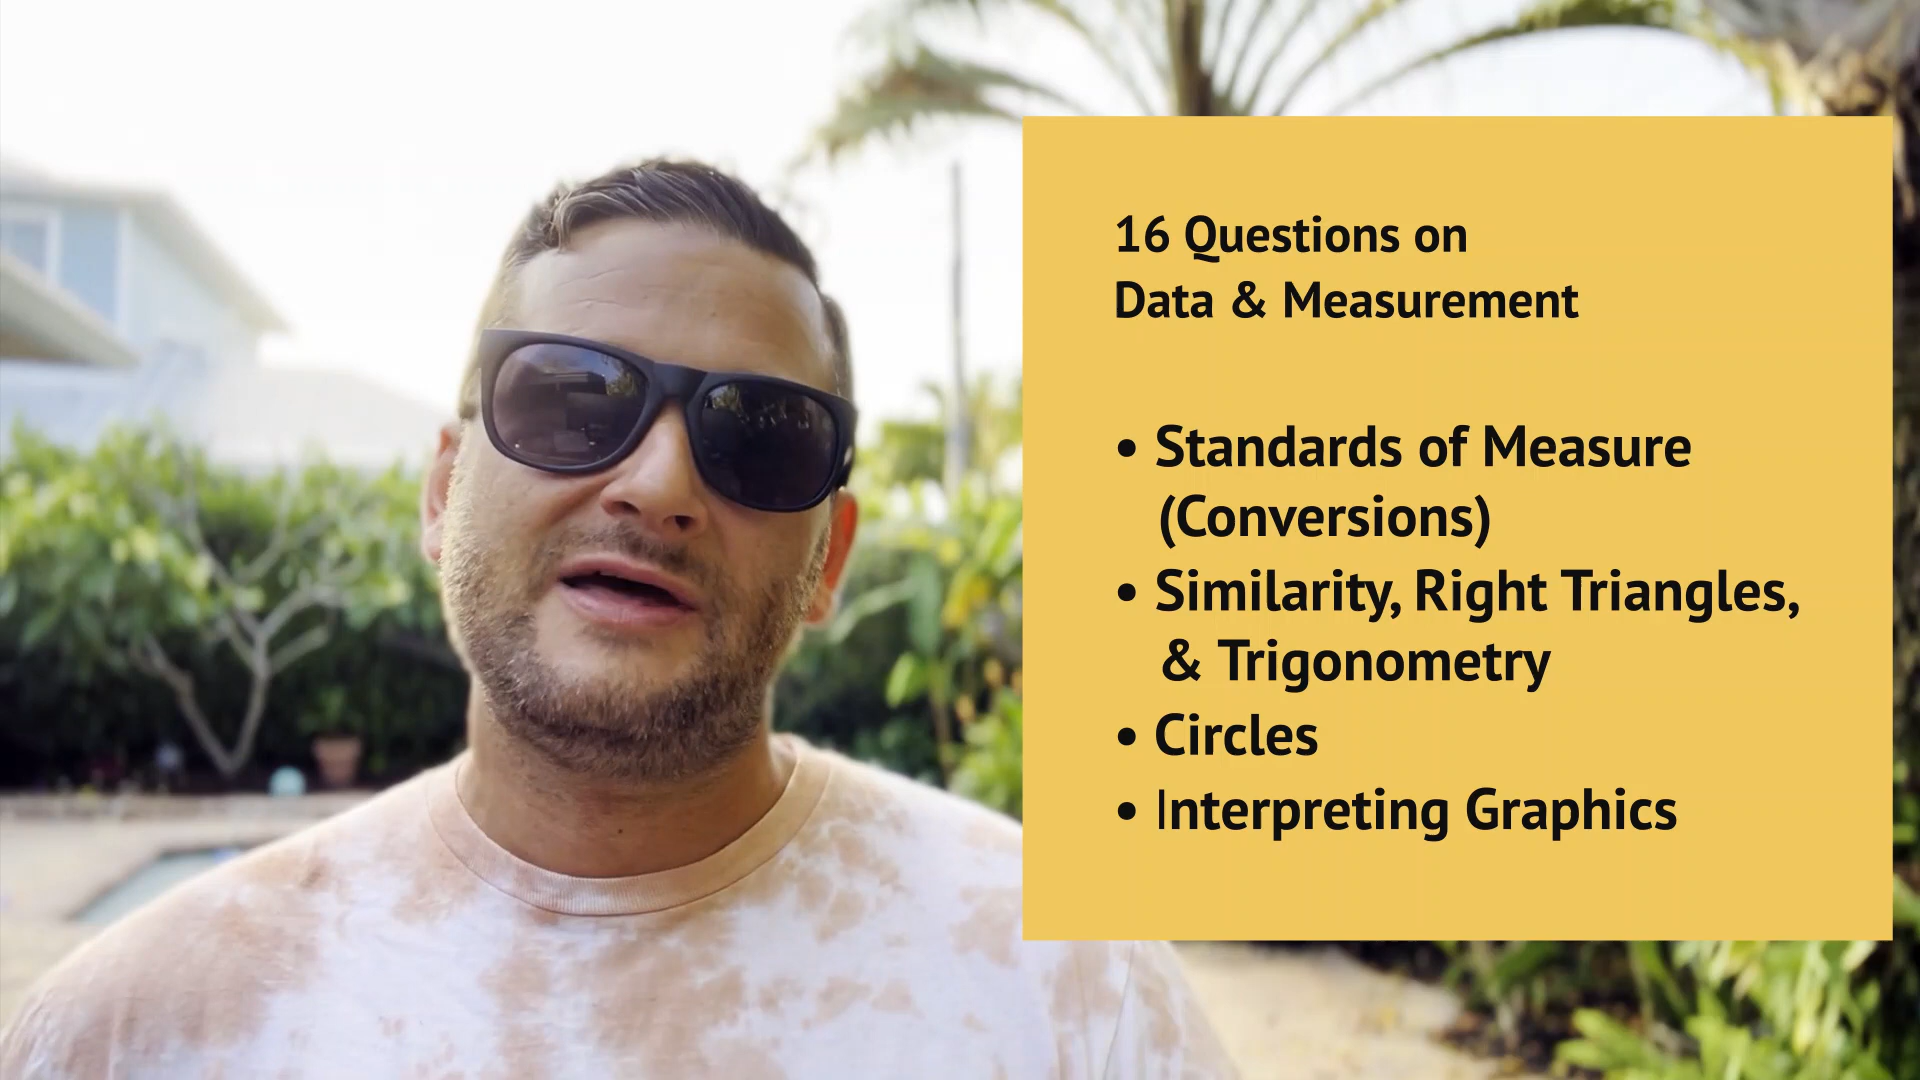 16 Questions on
Data & Measurement
• Standards of Measure
(Conversions)
• Similarity, Right Triangles,
& Trigonometry
• Circles
• Interpreting Graphics